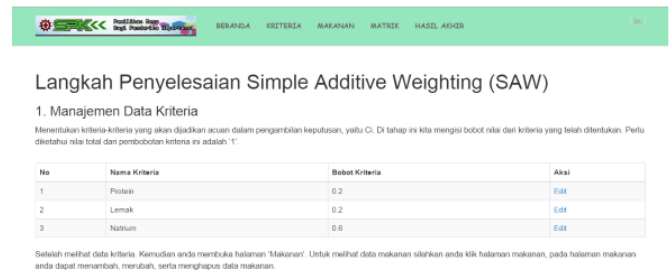 SPK<< Pemilihan Menu Bagi Penderita Hipertensi
BERANDA KRITERIA MAKANAN MATRIK HASIL AKHIR
Langkah Penyelesaian Simple Additive Weighting (SAW)
1. Manajemen Data Kriteria
Menentukan kriteria-kriteria yang akan dijadikan acuan dalam pengambilan keputusan, yaitu Ci. Di tahap ini kita mengisi bobot nilai dari kriteria yang telah ditentukan. Perlu
diketahui nilai total dari pembobotan kriteria ini adalah '1'.
No Nama Kriteria Bobot Kriteria Aksi
1 Protein 0.2 Edit
2 Lemak 0.2 Edit
3 Natrium 0.6 Edit
Setelah melihat data kriteria. Kemudian anda membuka halaman 'Makanan'. Untuk melihat data makanan silahkan anda klik halaman makanan, pada halaman makanan
anda dapat menambah, merubah, serta menghapus data makanan.